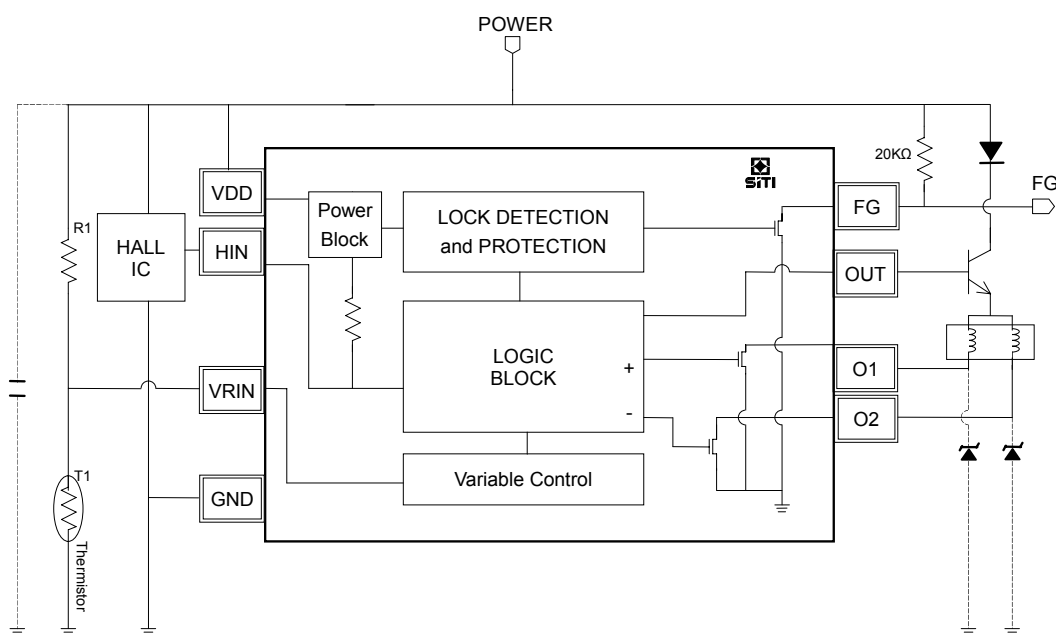 POWER
20KΩ
FG
SiTI
VDD
Power
Block
LOCK DETECTION
and PROTECTION
FG
R1
HALL
IC
HIN
OUT
LOGIC
BLOCK
+
-
VRIN
O1
O2
T1
Thermistor
GND
Variable Control